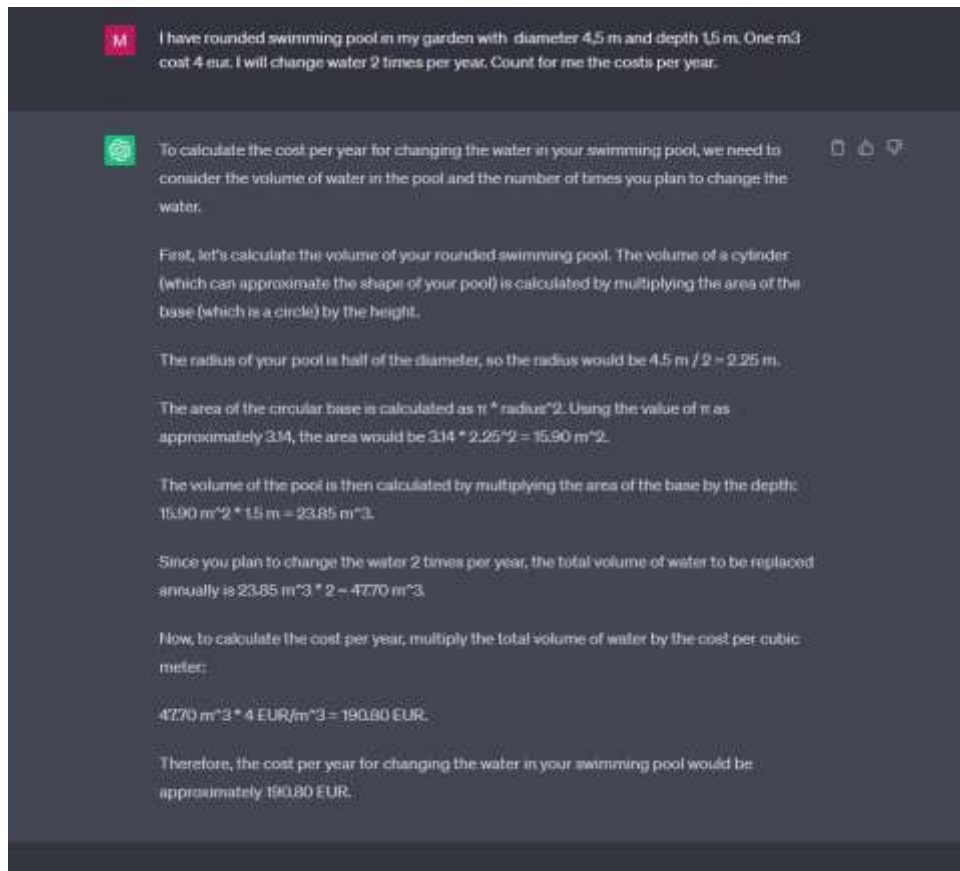 M
I have rounded swimming pool in my garden with diameter 4,5 m and depth 1,5 m. One m3
cost 4 eur. I will change water 2 times per year. Count for me the costs per year.
To calculate the cost per year for changing the water in your swimming pool, we need to
consider the volume of water in the pool and the number of times you plan to change the
water.
First, let's calculate the volume of your rounded swimming pool. The volume of a cylinder
(which can approximate the shape of your pool) is calculated by multiplying the area of the
base (which is a circle) by the height.
The radius of your pool is half of the diameter, so the radius would be 4.5 m / 2 = 2.25 m.
The area of the circular base is calculated as π * radius^2. Using the value of π as
approximately 3.14, the area would be 3.14 * 2.25^2 = 15.90 m^2.
The volume of the pool is then calculated by multiplying the area of the base by the depth:
15.90 m^2 * 1.5 m = 23.85 m^3.
Since you plan to change the water 2 times per year, the total volume of water to be replaced
annually is 23.85 m^3 * 2 = 47.70 m^3.
Now, to calculate the cost per year, multiply the total volume of water by the cost per cubic
meter:
47.70 m^3 * 4 EUR/m^3 = 190.80 EUR.
Therefore, the cost per year for changing the water in your swimming pool would be
approximately 190.80 EUR.